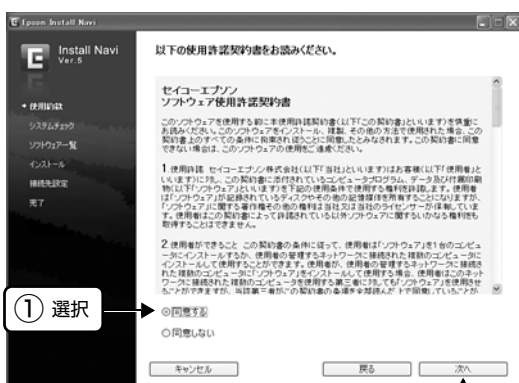 Epson Install Navi
Install Navi
Ver.5
以下の使用許諾契約書をお読みください。
使用許諾
システムチェック
ソフトウェア一覧
インストール
接続先設定
完了
セイコーエプソン
ソフトウェア使用許諾契約書
このソフトウェアを使用する前に本使用許諾契約書（以下「この契約書」といいます）を慎重に
お読みください。このソフトウェアをインストール、複製、その他の方法で使用された場合、この
契約書上のすべての条件に拘束されることに同意したとみなされます。この契約書に同意
できない場合は、このソフトウェアの使用をご遠慮ください。
1.使用許諾 セイコーエプソン株式会社（以下「当社」といいます）はお客様（以下「使用者」と
いいます）に対し、この契約書に添付されているコンピュータプログラム、データ及び付属印刷
物（以下「ソフトウェア」といいます）を下記の使用条件で使用する権利を許諾します。使用者
は「ソフトウェア」が記録されているディスクやその他の記憶媒体を所有することになりますが、
「ソフトウェア」に関する著作権その他の権利は当社又は当社のライセンサーが保有していま
す。使用者はこの契約書によって許諾されている以外ソフトウェアに関するいかなる権利をも
取得することはできません。
2.使用者ができること この契約書の条件に従って、使用者は「ソフトウェア」を1台のコンピュ
ータにインストールするか、使用者の管理するネットワークに接続された複数のコンピュータに
インストールして使用することができます。使用者が、使用者の管理するネットワークに接続さ
れた複数のコンピュータに「ソフトウェア」をインストールして使用する場合、使用者はこのネット
ワークに接続された複数のコンピュータを使用する第三者に対しても「ソフトウェア」を使用させ
ることができますが、当該第三者がこの契約書の条項を全部読んだ上で同意していることが
① 選択
同意する
同意しない
キャンセル
戻る
次へ